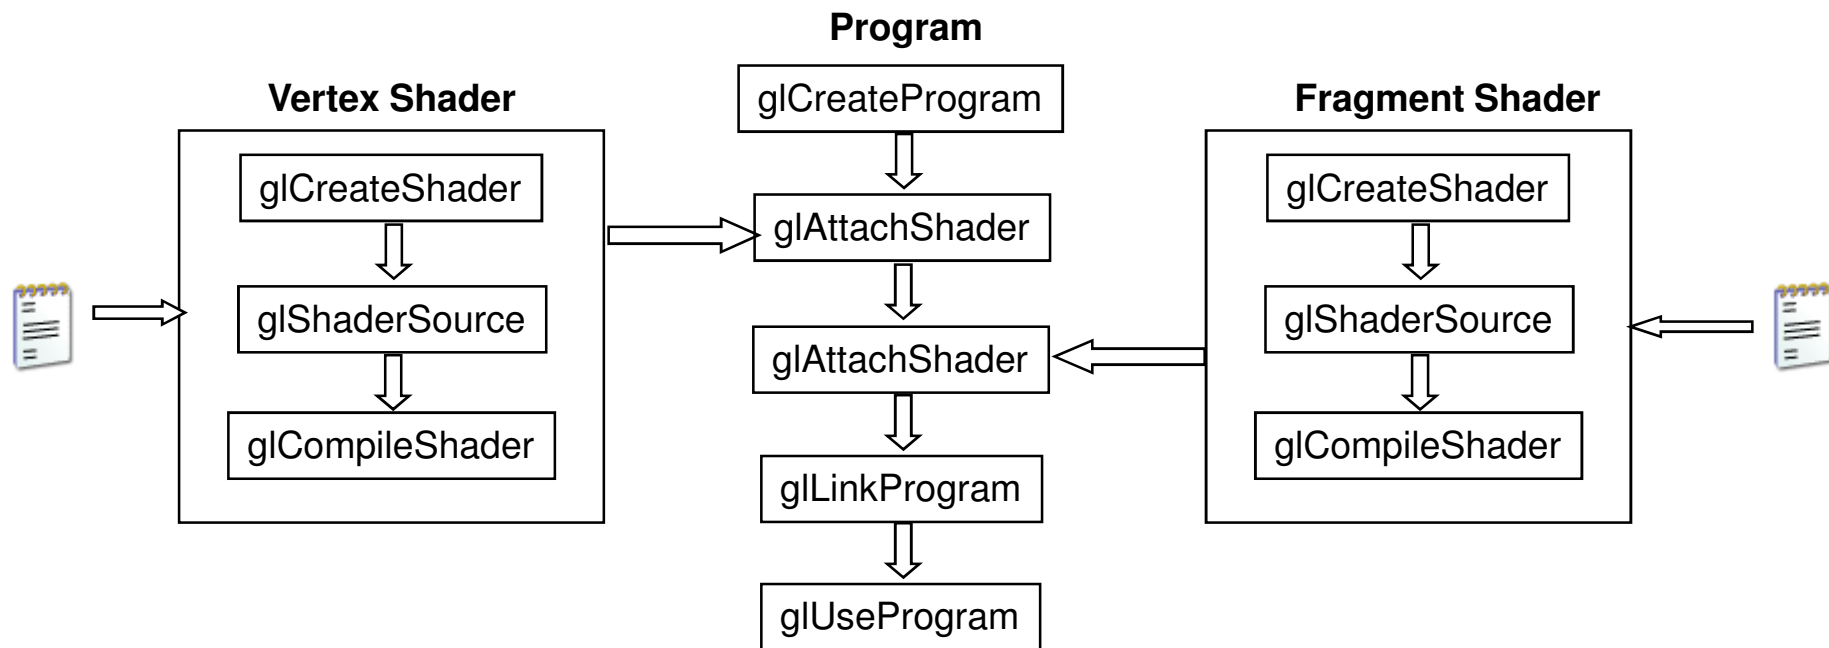 Program
Vertex Shader
glCreateShader
glShaderSource
glCompileShader
glCreateProgram
glAttachShader
glAttachShader
glLinkProgram
glUseProgram
Fragment Shader
glCreateShader
glShaderSource
glCompileShader